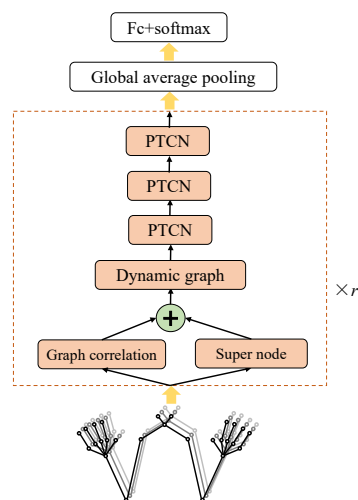 Fc+softmax
Global average pooling
PTCN
PTCN
PTCN
Dynamic graph
×r
+
Graph correlation
Super node